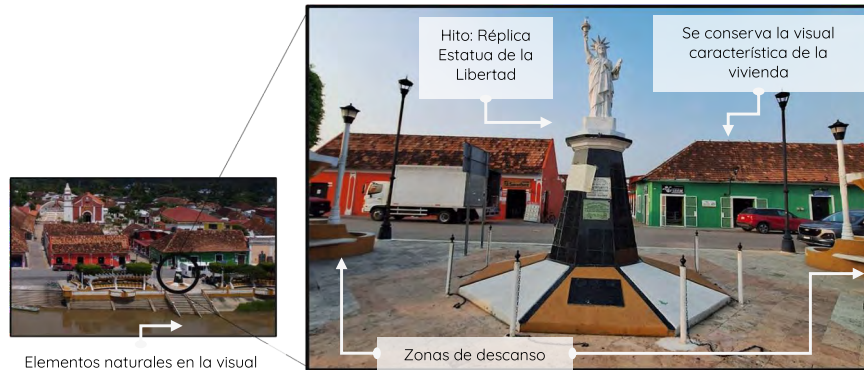 Hito: Réplica
Estatua de la
Libertad
Se conserva la visual
característica de la
vivienda
Zonas de descanso
Elementos naturales en la visual